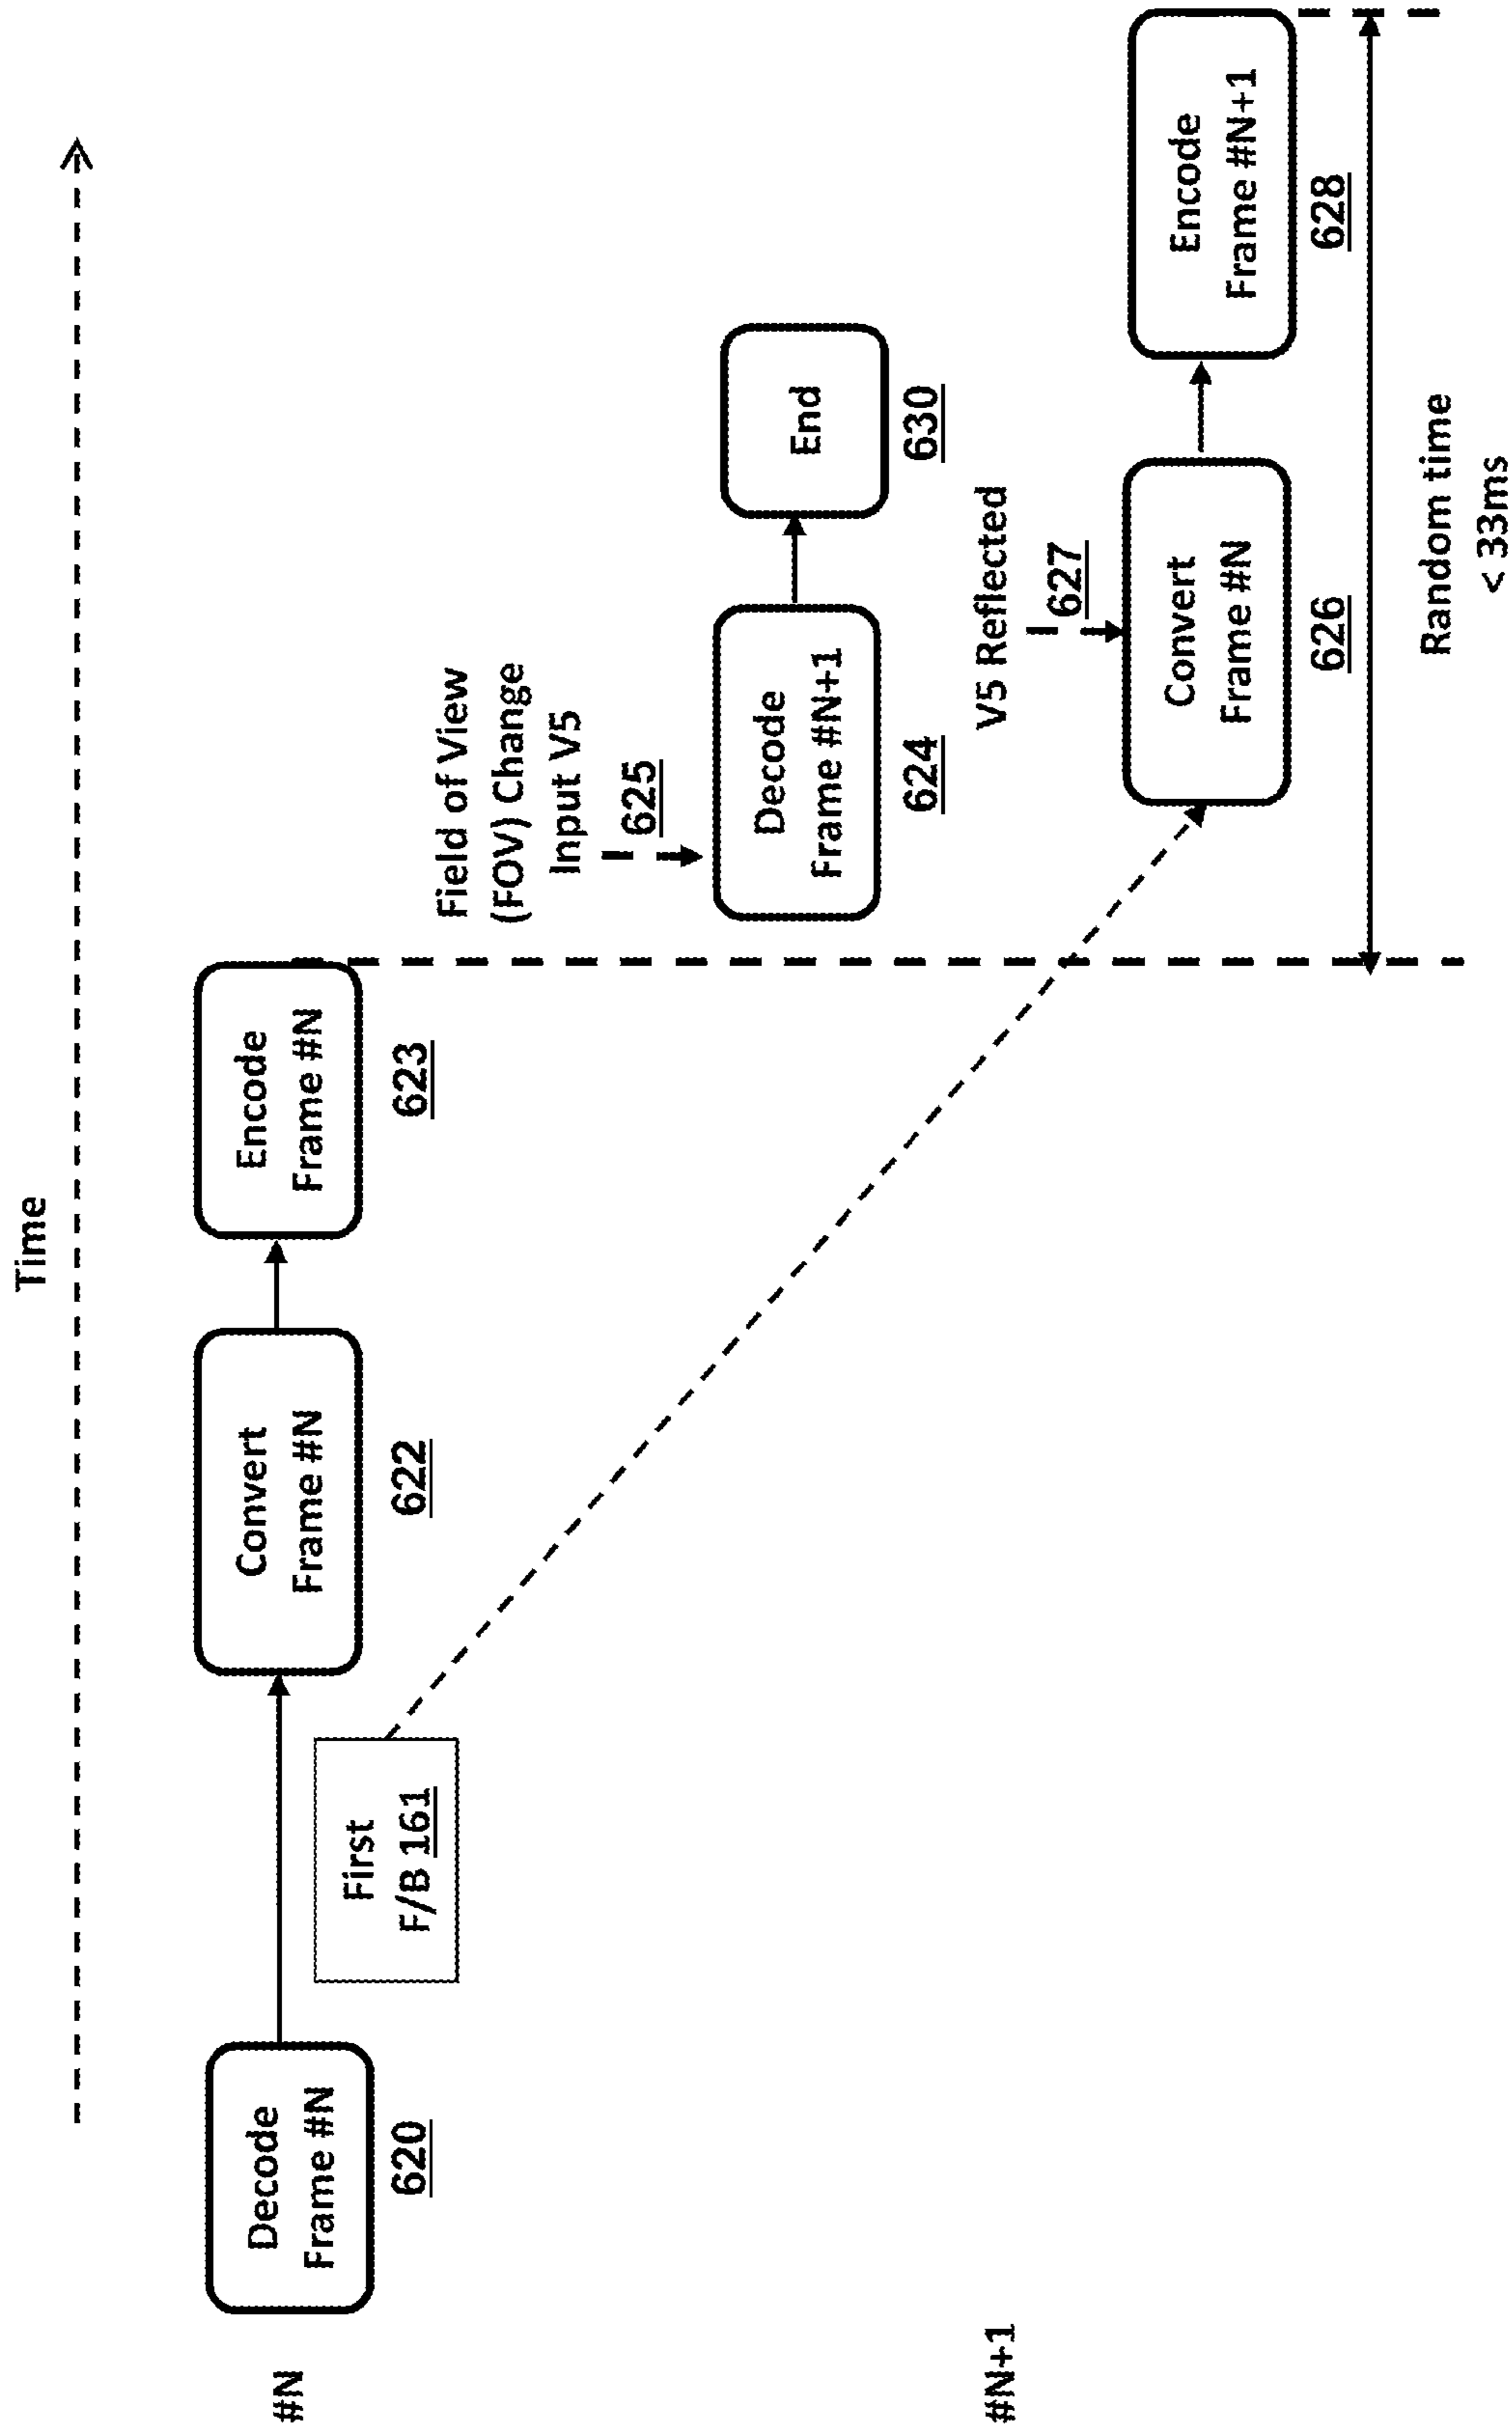 Time
#N
Decode
Frame #N
620
First
F/B 161
Convert
Frame #N
622
Encode
Frame #N
623
#N+1
Field of View
(FOV) Change
Input V5
625
Decode
Frame #N+1
624
End
630
V5 Reflected
627
Convert
Frame #N
626
Encode
Frame #N+1
628
Random time
< 33ms